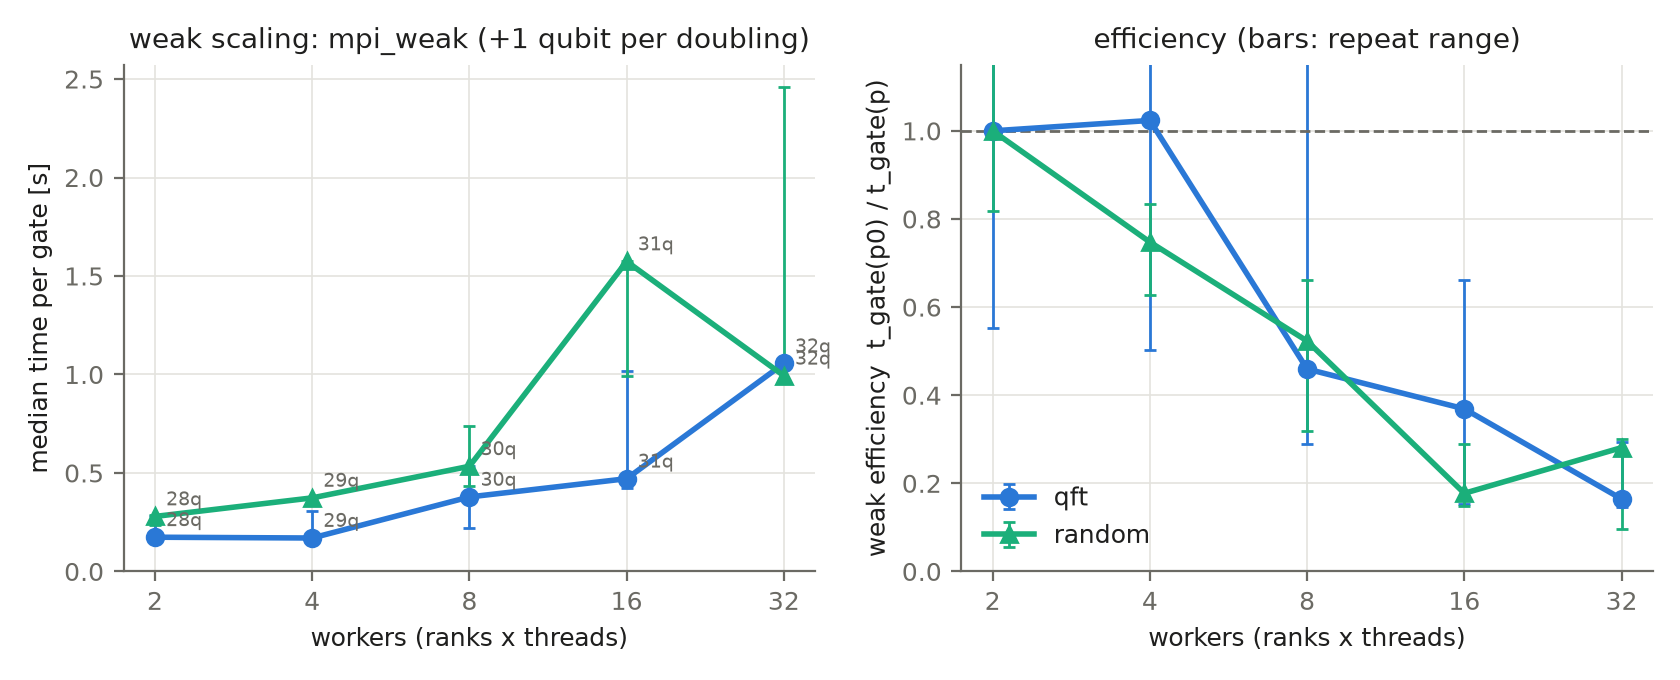 weak scaling: mpi_weak (+1 qubit per doubling)
median time per gate [s]
2.5
2.0
1.5
1.0
0.5
0.0
28q
28q
29q
29q
30q
30q
31q
31q
32q
32q
2 4 8 16 32
workers (ranks x threads)
efficiency (bars: repeat range)
weak efficiency t_gate(p0) / t_gate(p)
1.0
0.8
0.6
0.4
0.2
0.0
qft
random
2 4 8 16 32
workers (ranks x threads)